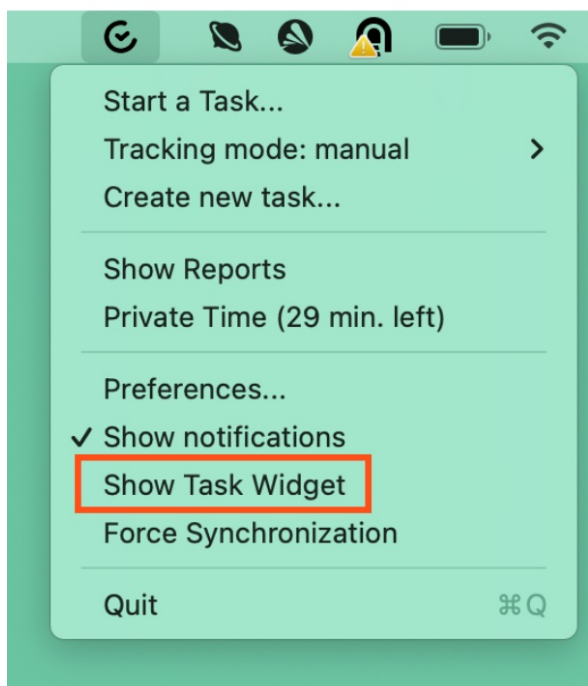 Start a Task...
Tracking mode: manual
Create new task...
Show Reports
Private Time (29 min. left)
Preferences...
✓ Show notifications
Show Task Widget
Force Synchronization
Quit ⌘Q